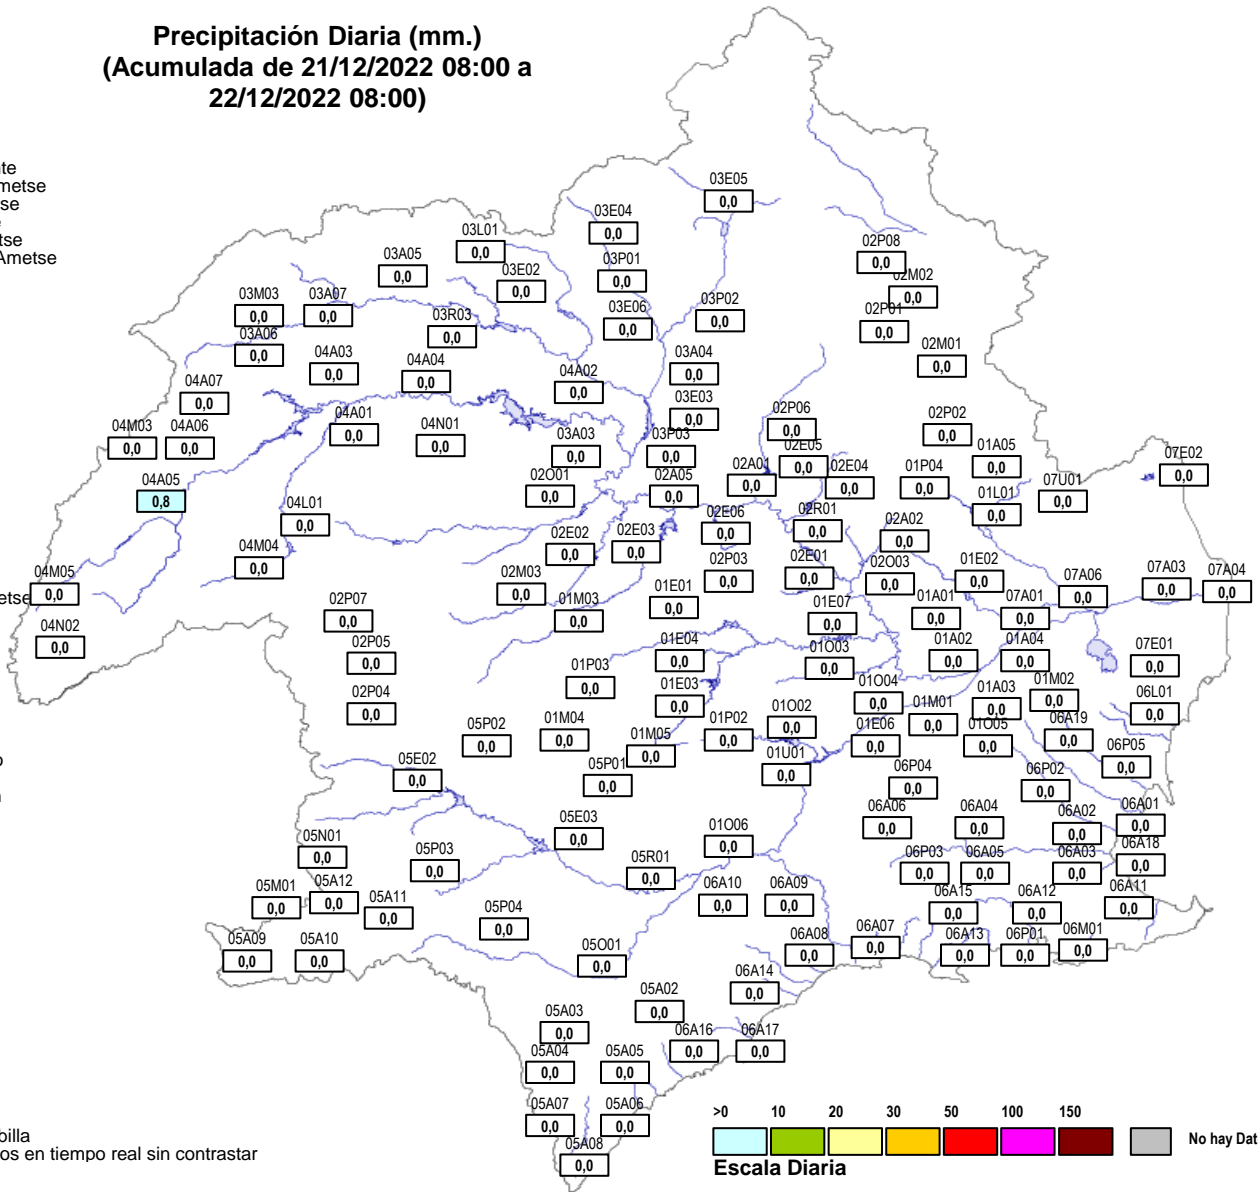 Precipitación Diaria (mm.)
(Acumulada de 21/12/2022 08:00 a
22/12/2022 08:00)
nte
metse
se
e
tse
Ametse
etse
o
n
billa
os en tiempo real sin contrastar
03E05
0,0
03E04
0,0
03L01
0,0
03P01
0,0
02P08
0,0
03A05
0,0
03E02
0,0
02M02
0,0
03M03
0,0
03A07
0,0
03P02
0,0
03E06
0,0
02P01
0,0
03R03
0,0
03A06
0,0
04A03
0,0
04A04
0,0
03A04
0,0
02M01
0,0
04A02
0,0
04A07
0,0
03E03
0,0
04A01
0,0
02P06
0,0
02P02
0,0
04M03
0,0
04A06
0,0
04N01
0,0
03A03
0,0
03P03
0,0
02E05
0,0
01A05
0,0
07E02
0,0
04A05
0,8
02O01
0,0
02A05
0,0
02A01
0,0
02E04
0,0
01P04
0,0
07U01
0,0
01L01
0,0
04L01
0,0
02E06
0,0
02R01
0,0
02A02
0,0
02E02
0,0
02E03
0,0
04M04
0,0
02P03
0,0
02E01
0,0
02O03
0,0
01E02
0,0
04M05
0,0
02M03
0,0
07A06
0,0
07A03
0,0
07A04
0,0
01E01
0,0
02P07
0,0
01M03
0,0
01E07
0,0
01A01
0,0
07A01
0,0
04N02
0,0
02P05
0,0
01E04
0,0
01O03
0,0
01A02
0,0
01A04
0,0
07E01
0,0
01P03
0,0
02P04
0,0
01E03
0,0
01O04
0,0
01A03
0,0
01M02
0,0
06L01
0,0
05P02
0,0
01M04
0,0
01P02
0,0
01O02
0,0
01M01
0,0
01E06
0,0
01O05
0,0
06A19
0,0
01M05
0,0
06P05
0,0
05E02
0,0
05P01
0,0
01U01
0,0
06P04
0,0
06P02
0,0
05E03
0,0
01O06
0,0
06A06
0,0
06A04
0,0
06A02
0,0
06A01
0,0
05N01
0,0
05P03
0,0
05R01
0,0
06P03
0,0
06A05
0,0
06A03
0,0
06A18
0,0
05M01
0,0
05A12
0,0
05A11
0,0
06A10
0,0
06A09
0,0
06A15
0,0
06A12
0,0
06A11
0,0
05P04
0,0
05A09
0,0
05A10
0,0
05O01
0,0
06A08
0,0
06A07
0,0
06A13
0,0
06P01
0,0
06M01
0,0
06A14
0,0
05A02
0,0
05A03
0,0
06A16
0,0
06A17
0,0
05A04
0,0
05A05
0,0
05A07
0,0
05A06
0,0
05A08
0,0
>0 10 20 30 50 100 150
No hay Dat
Escala Diaria